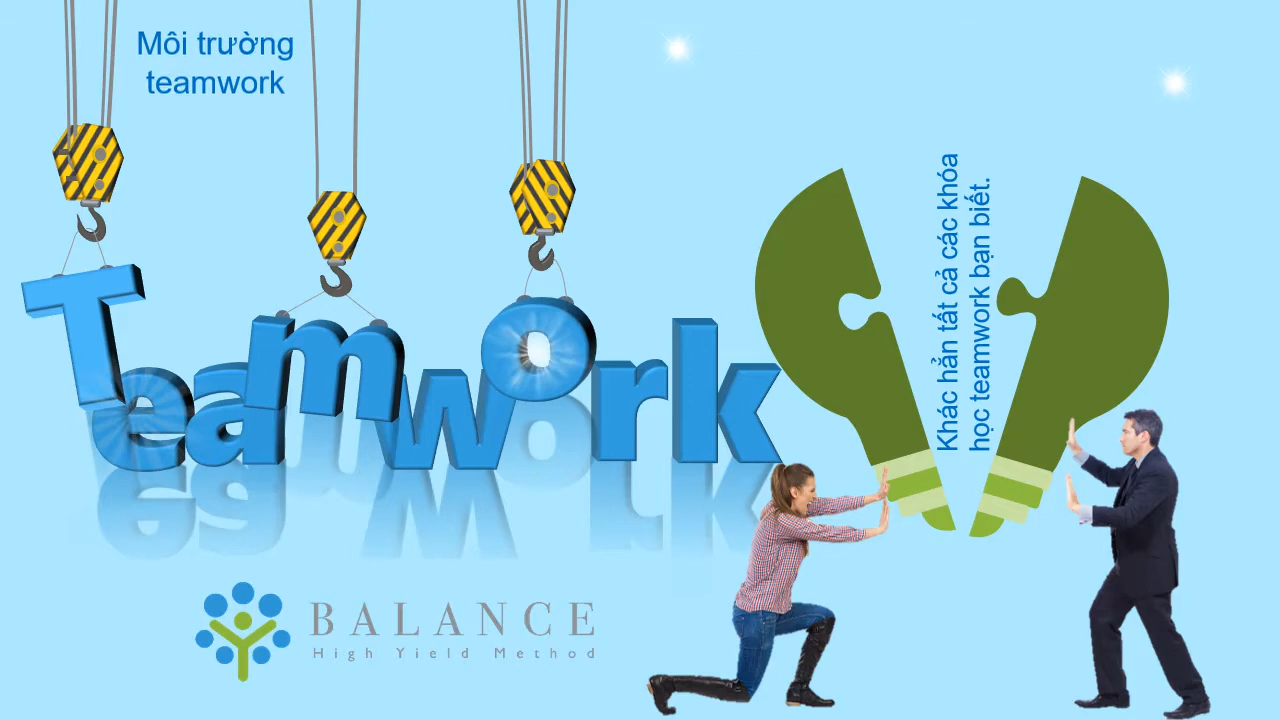 Môi trường
teamwork
Teamwork
Khác hẳn tất cả các khóa
học teamwork bạn biết.
BALANCE
High Yield Method